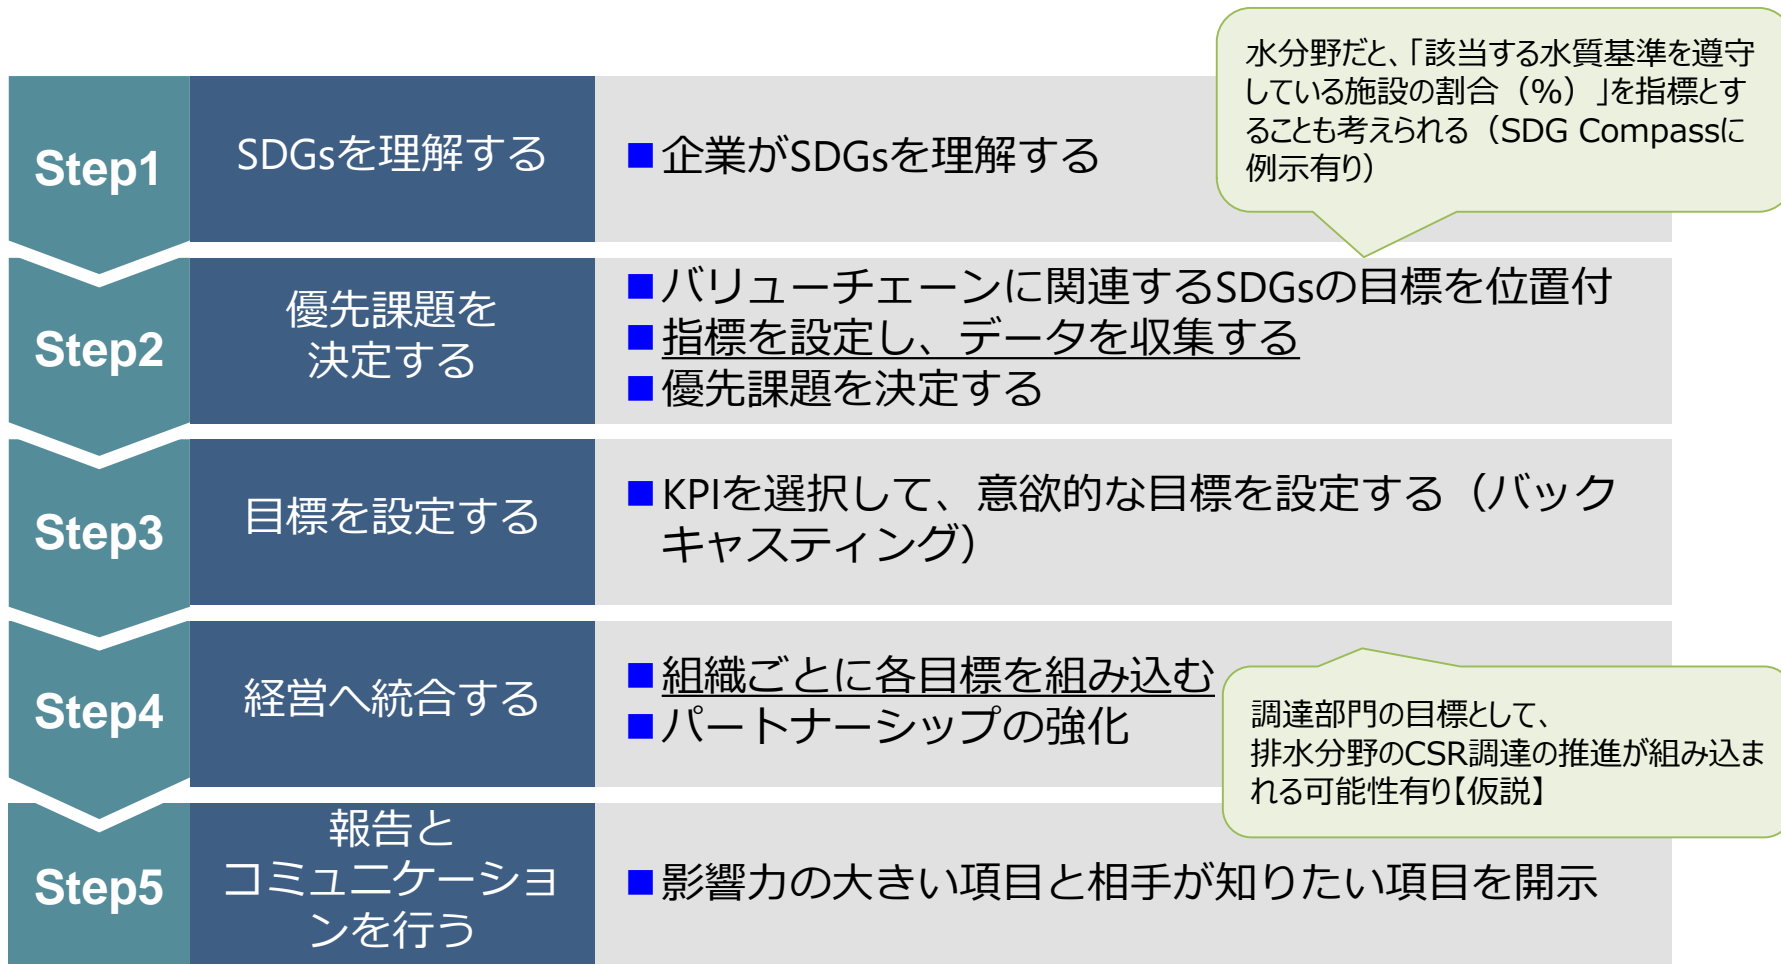 水分野だと、「該当する水質基準を遵守
している施設の割合（%）」を指標とす
ることも考えられる（SDG Compassに
例示有り）
Step1
SDGsを理解する
■企業がSDGsを理解する
Step2
優先課題を
決定する
■バリューチェーンに関連するSDGsの目標を位置付
■指標を設定し、データを収集する
■優先課題を決定する
Step3
目標を設定する
■KPIを選択して、意欲的な目標を設定する（バック
キャスティング）
Step4
経営へ統合する
■組織ごとに各目標を組み込む
■パートナーシップの強化
調達部門の目標として、
排水分野のCSR調達の推進が組み込ま
れる可能性有り【仮説】
Step5
報告と
コミュニケーショ
ンを行う
■影響力の大きい項目と相手が知りたい項目を開示